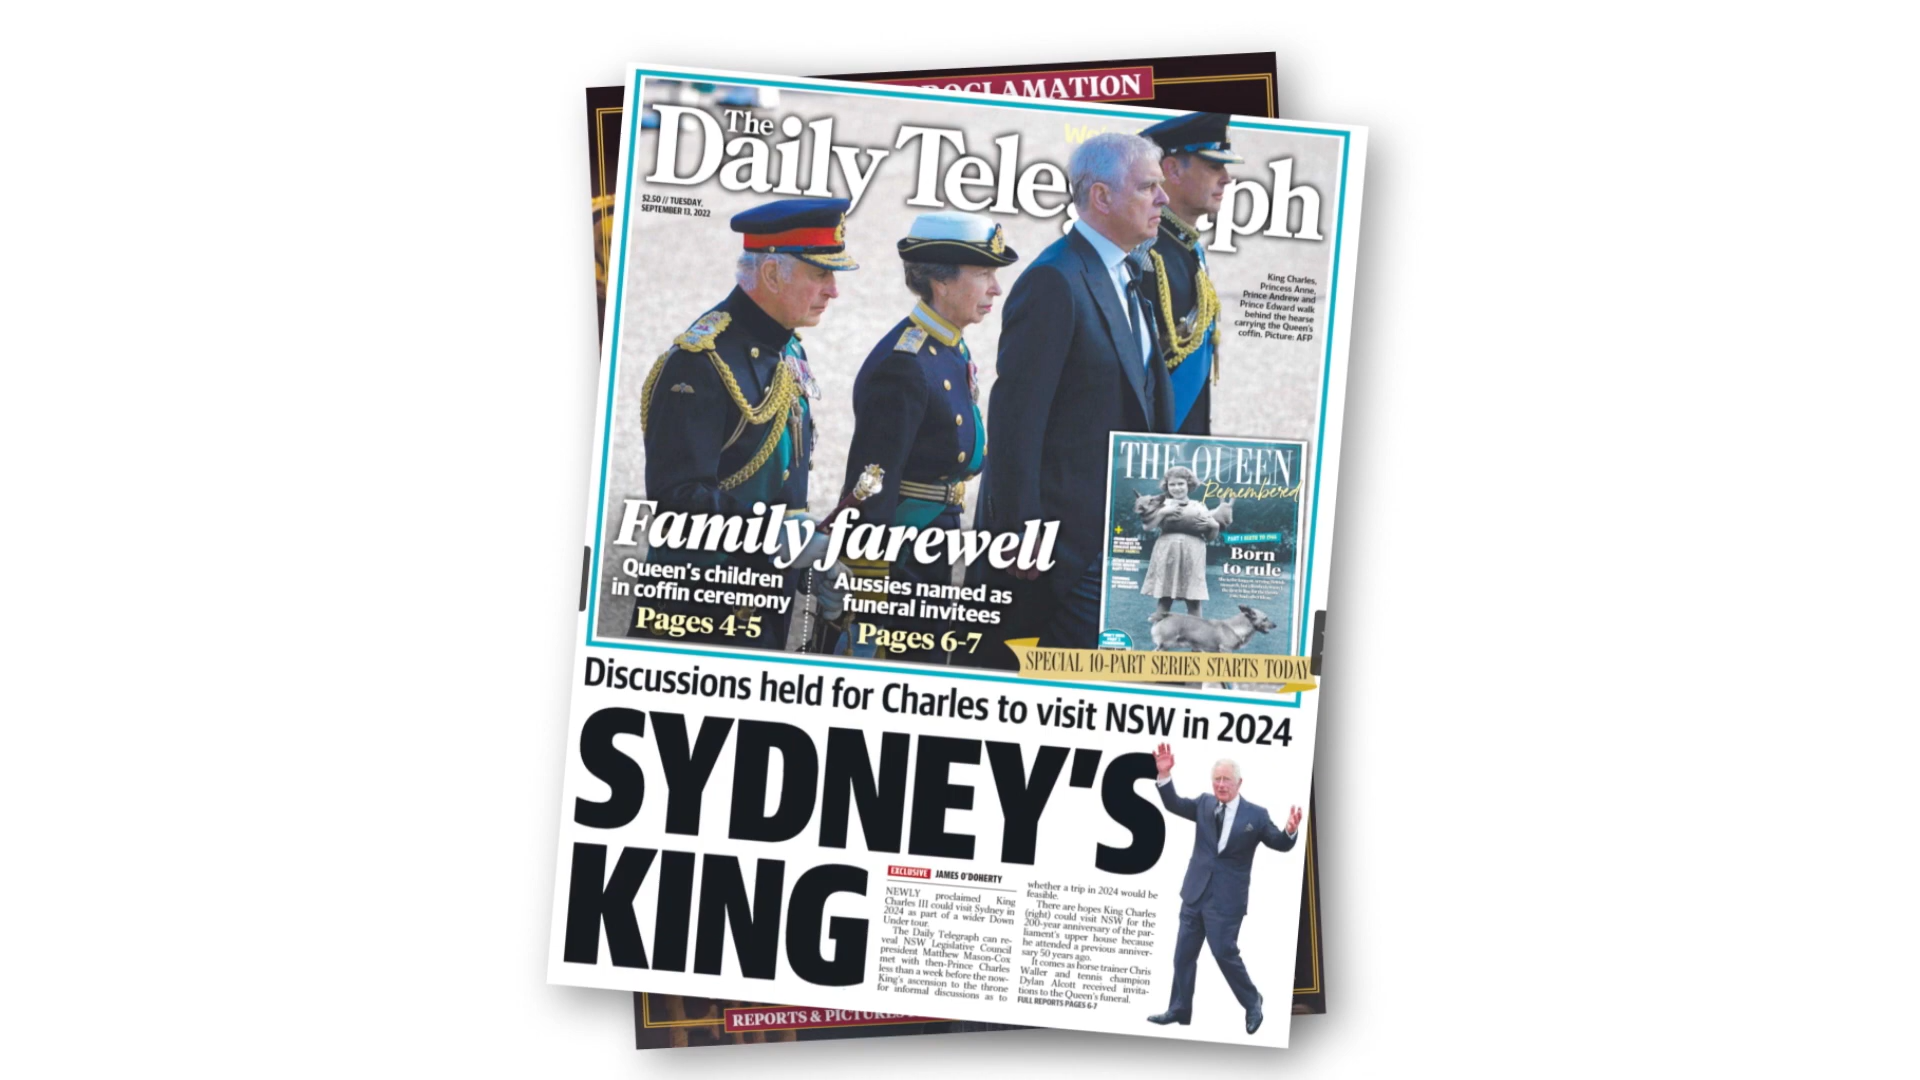 PROCLAMATION
The
Daily Telegraph
$2.50 // TUESDAY,
SEPTEMBER 13, 2022
King Charles,
Princess Anne,
Prince Andrew and
Prince Edward walk
behind the hearse
carrying the Queen's
coffin. Picture: AFP
THE QUEEN
Remembered
Born
to rule
Family farewell
Queen's children
in coffin ceremony
Pages 4-5
Aussies named as
funeral invitees
Pages 6-7
SPECIAL 10-PART SERIES STARTS TODAY
Discussions held for Charles to visit NSW in 2024
SYDNEY'S
KING
EXCLUSIVE JAMES O'DOHERTY
NEWLY proclaimed King
Charles III could visit Sydney in
2024 as part of a wider Down
Under tour.
The Daily Telegraph can re-
veal NSW Legislative Council
president Matthew Mason-Cox
met with then-Prince Charles
less than a week before the now-
King's ascension to the throne
for informal discussions as to
whether a trip in 2024 would be
feasible.
There are hopes King Charles
(right) could visit NSW for the
200-year anniversary of the par-
liament's upper house because
he attended a previous anniver-
sary 50 years ago.
It comes as horse trainer Chris
Waller and tennis champion
Dylan Alcott received invita-
tions to the Queen's funeral.
FULL REPORTS PAGES 6-7
REPORTS & PICTURES